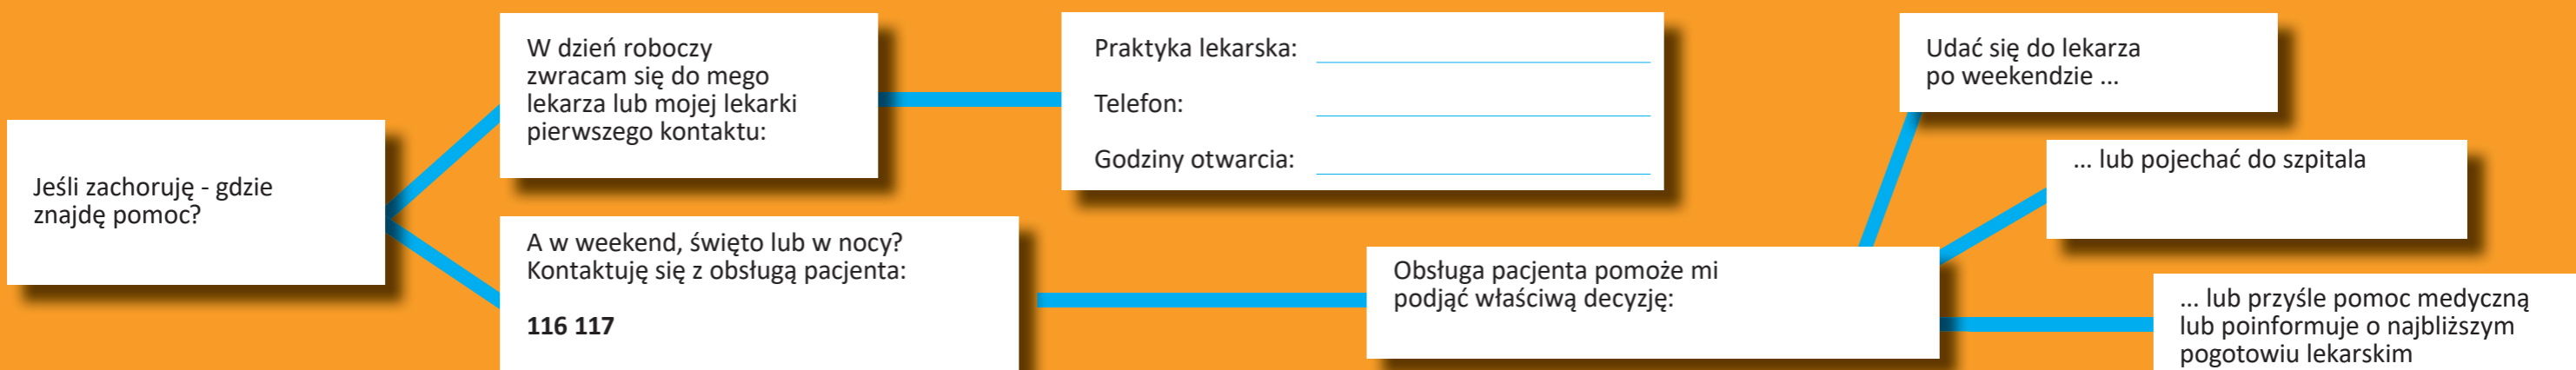 Jeśli zachoruję - gdzie
znajdę pomoc?
W dzień roboczy
zwracam się do mego
lekarza lub mojej lekarki
pierwszego kontaktu:
Praktyka lekarska:
Telefon:
Godziny otwarcia:
A w weekend, święto lub w nocy?
Kontaktuję się z obsługą pacjenta:
116 117
Obsługa pacjenta pomoże mi
podjąć właściwą decyzję:
Udać się do lekarza
po weekendzie ...
... lub pojechać do szpitala
... lub przyśle pomoc medyczną
lub poinformuje o najbliższym
pogotowiu lekarskim